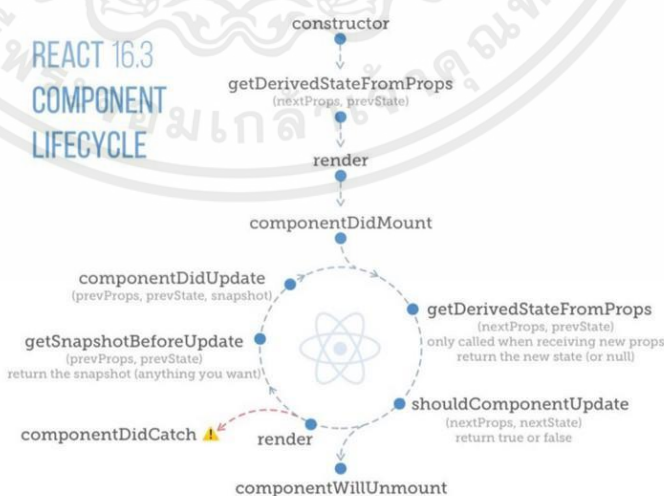 constructor
REACT 16.3
COMPONENT
LIFECYCLE
getDerivedStateFromProps
(nextProps, prevState)
render
componentDidMount
componentDidUpdate
(prevProps, prevState, snapshot)
getDerivedStateFromProps
(nextProps, prevState)
only called when receiving new props
return the new state (or null)
getSnapshotBeforeUpdate
(prevProps, prevState)
return the snapshot (anything you want)
shouldComponentUpdate
(nextProps, nextState)
return true or false
componentDidCatch
render
componentWillUnmount